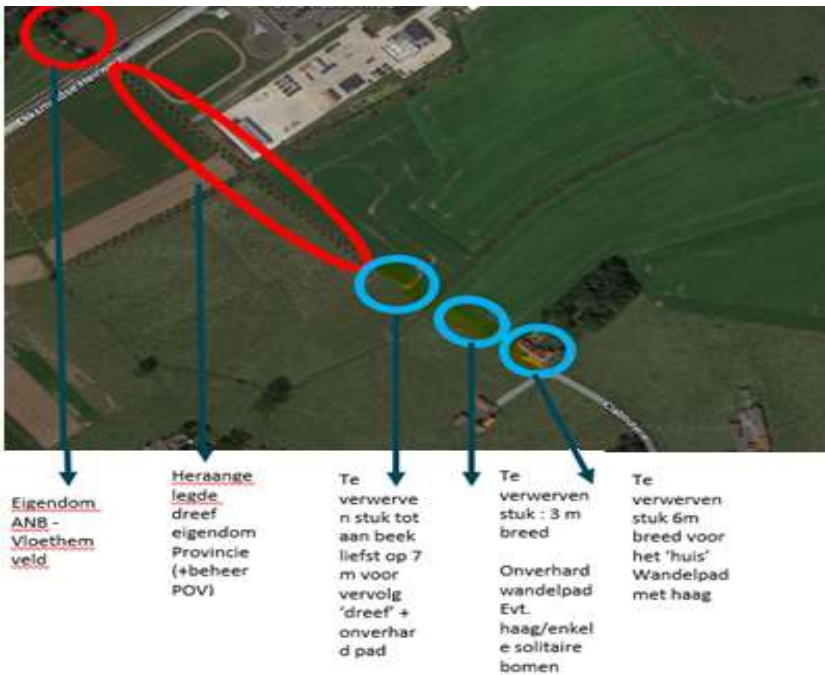 Eigendom
ANB -
Vloethem
veld
Heraange
legde
dreef
eigendom
Provincie
(+beheer
POV)
Te
verwerve
n stuk tot
aan beek
liefst op 7
m voor
vervolg
'dreef' +
onverhar
d pad
Te
verwerven
stuk : 3 m
breed
Onverhard
wandelpad
Evt.
haag/enkel
e solitaire
bomen
Te
verwerven
stuk 6m
breed voor
het 'huis'
Wandelpad
met haag